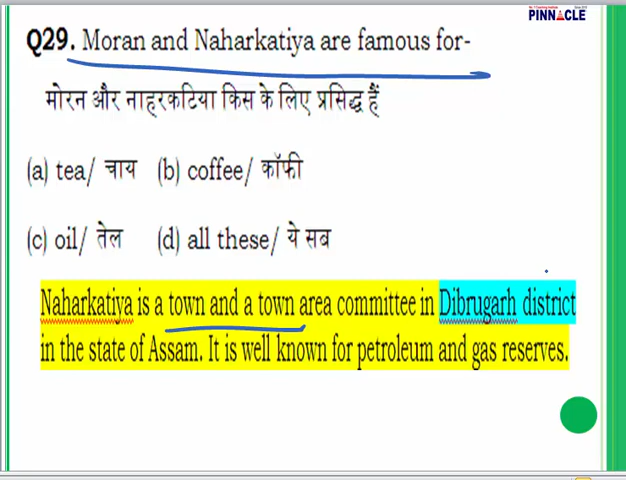 PINNACLE
Q29. Moran and Naharkatiya are famous for-
मोरन और नाहरकटिया किस के लिए प्रसिद्ध हैं
(a) tea/ चाय (b) coffee/ कॉफी
(c) oil/ तेल (d) all these/ ये सब
Naharkatiya is a town and a town area committee in Dibrugarh district
in the state of Assam. It is well known for petroleum and gas reserves.